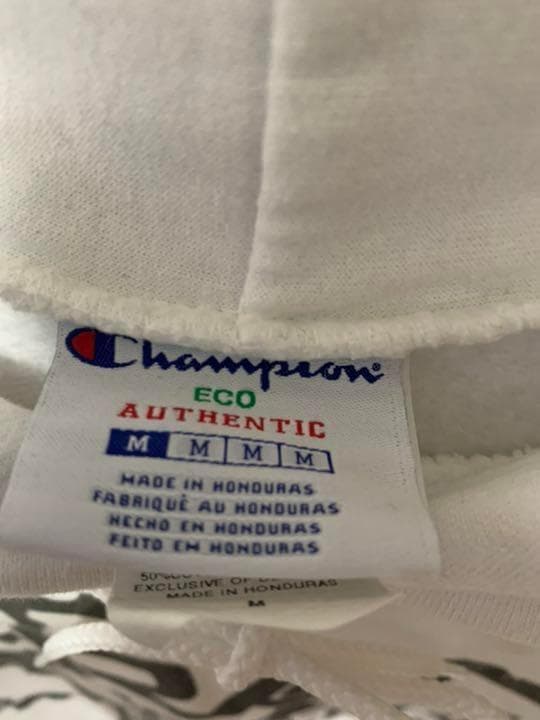 Champion
ECO
AUTHENTIC
M M M M
MADE IN HONDURAS
FABRIQUÉ AU HONDURAS
HECHO EN HONDURAS
FEITO EM HONDURAS
EXCLUSIVE OF
MADE IN HONDURAS
M